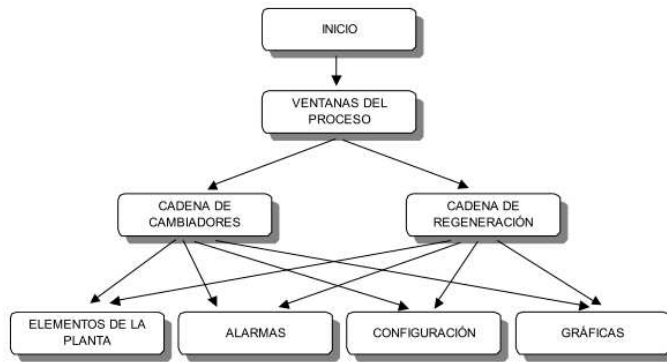 INICIO
VENTANAS DEL
PROCESO
CADENA DE
CAMBIADORES
CADENA DE
REGENERACIÓN
ELEMENTOS DE LA
PLANTA
ALARMAS
CONFIGURACIÓN
GRÁFICAS